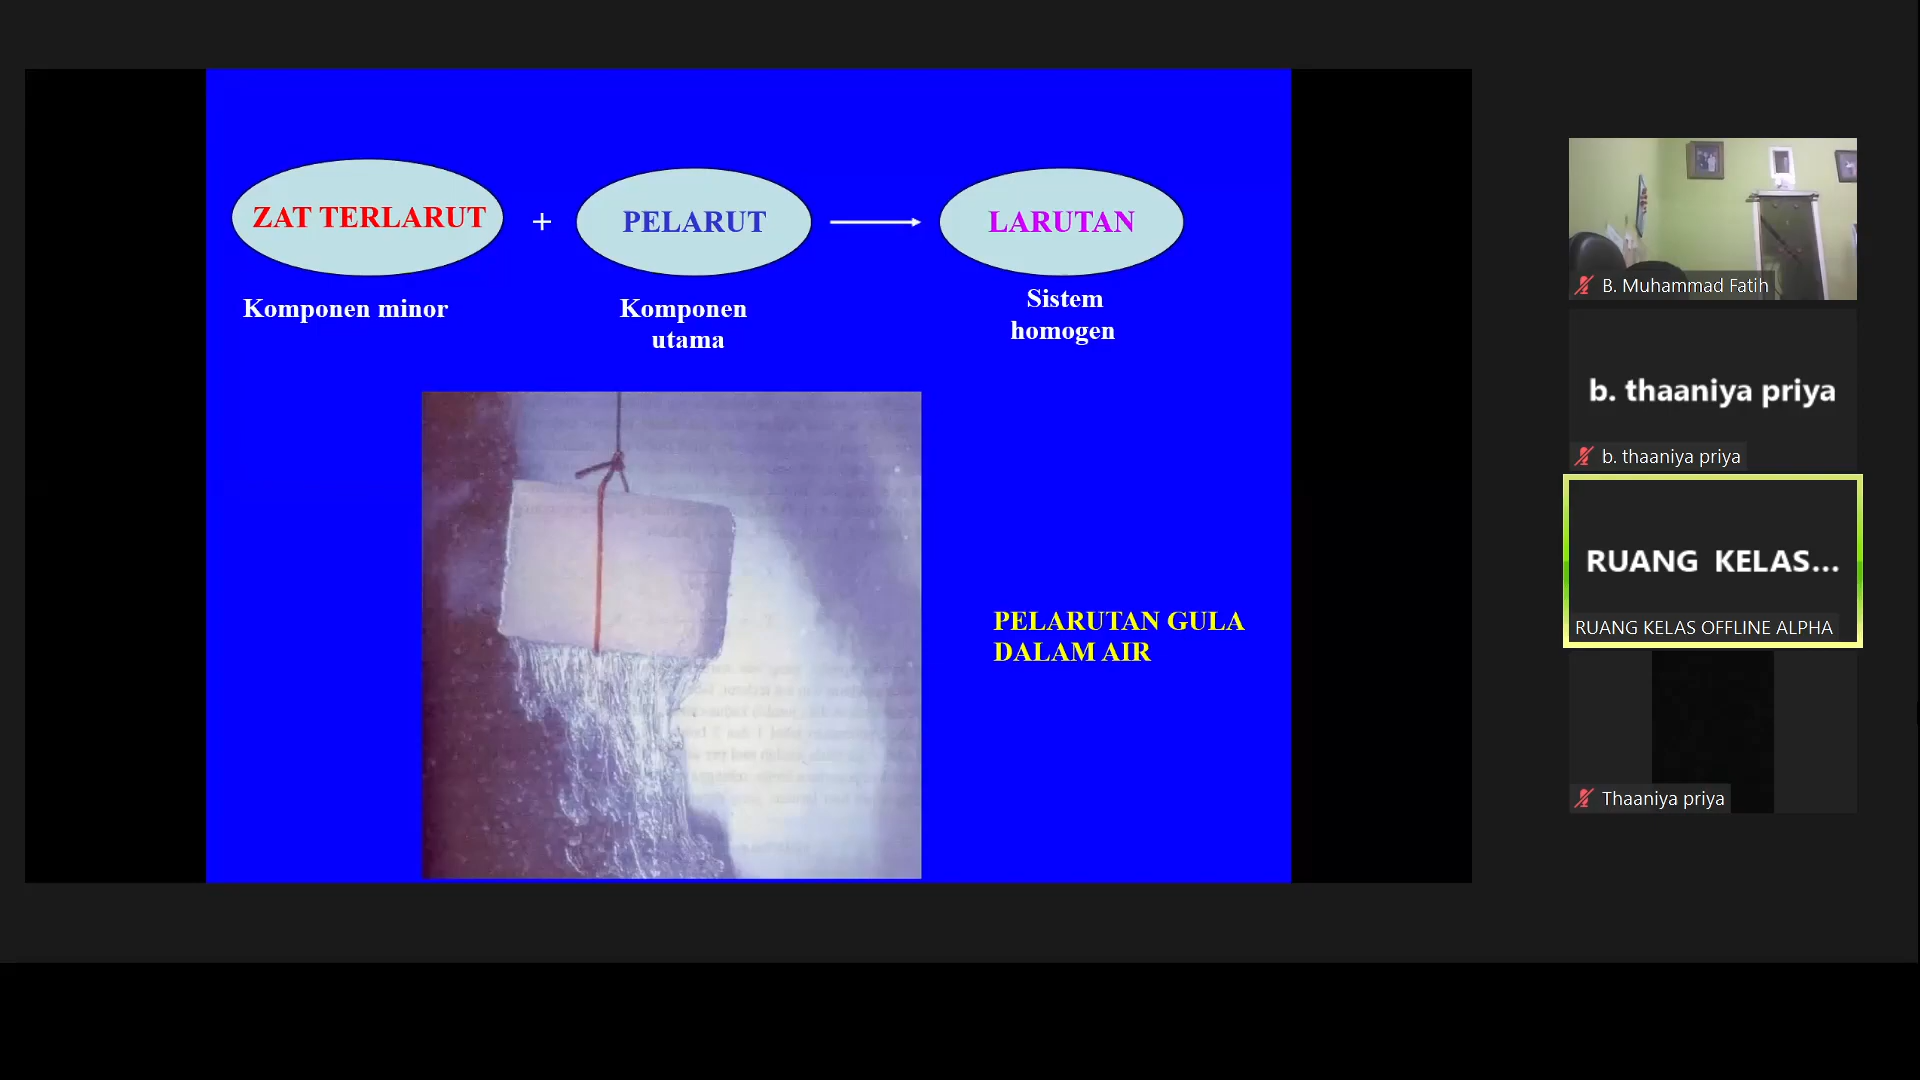 ZAT TERLARUT
+
PELARUT
LARUTAN
Komponen minor
Komponen
utama
Sistem
homogen
PELARUTAN GULA
DALAM AIR
B. Muhammad Fatih
b. thaaniya priya
b. thaaniya priya
RUANG KELAS...
RUANG KELAS OFFLINE ALPHA
Thaaniya priya